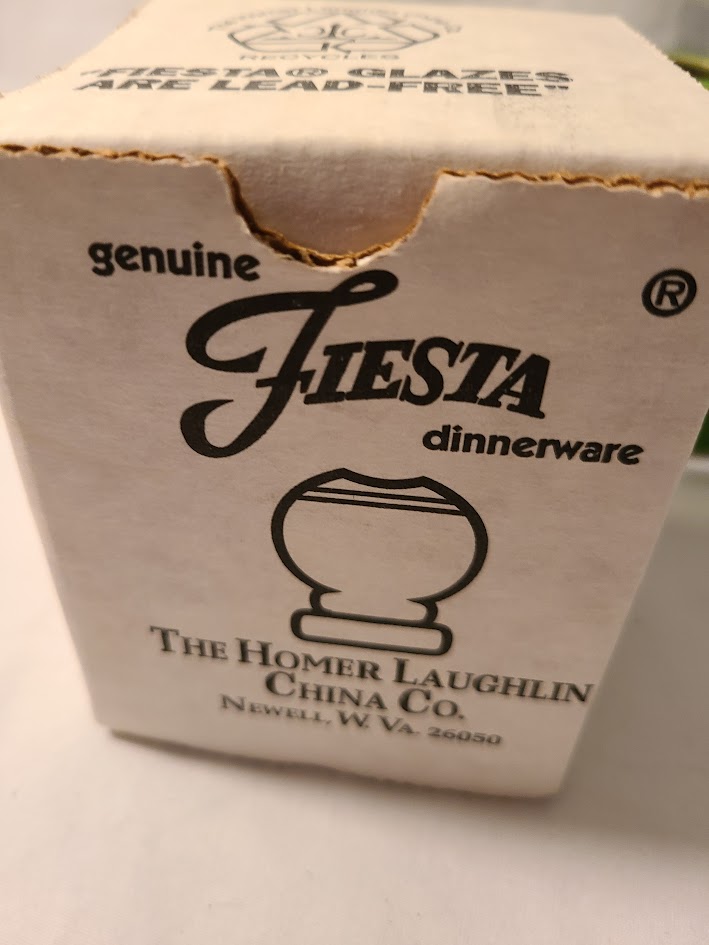 RECYCLES
"FIESTA® GLAZES
ARE LEAD-FREE"
genuine
®
FIESTA
dinnerware
THE HOMER LAUGHLIN
CHINA CO.
NEWELL, W. VA. 26050